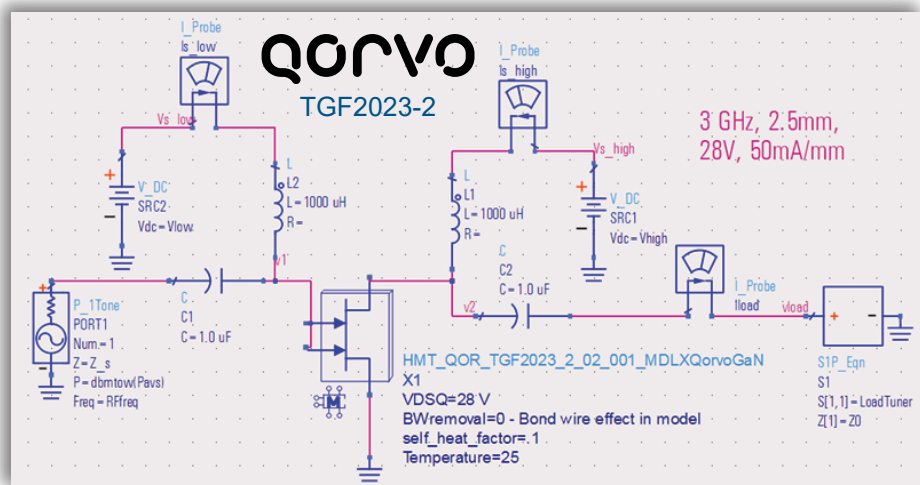 I_Probe
Is_low
QORVO
TGF2023-2
I_Probe
Is_high
3 GHz, 2.5mm,
28V, 50mA/mm
Vs_low
Vs_high
+
-
V_DC
SRC2
Vdc=Vlow
L
L2
L=1000 uH
R=
L
L1
L=1000 uH
R=
+
-
V_DC
SRC1
Vdc=Vhigh
v1
C
C2
C=1.0 uF
v2
I_Probe
Iload
vload
+
-
P_1Tone
PORT1
Num=1
Z=Z_s
P=dbmtow(Pavs)
Freq=RFfreq
+
-
C
C1
C=1.0 uF
M
HMT_QOR_TGF2023_2_02_001_MDLXQorvoGaN
X1
VDSQ=28 V
BWremoval=0 - Bond wire effect in model
self_heat_factor=.1
Temperature=25
S1P_Eqn
S1
S[1,1]=LoadTuner
Z[1]=Z0